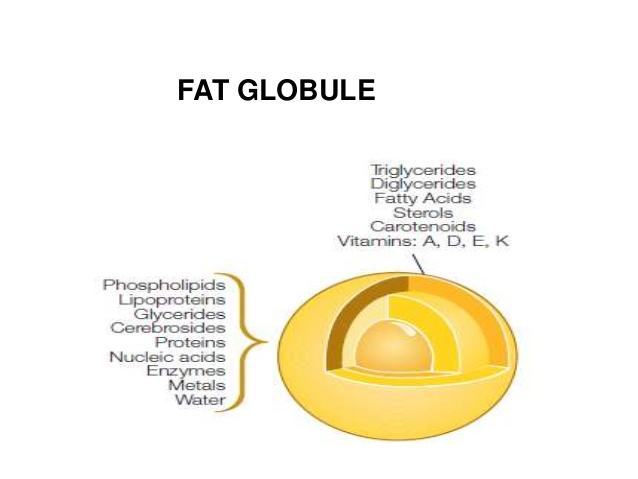 FAT GLOBULE
Triglycerides
Diglycerides
Fatty Acids
Sterols
Carotenoids
Vitamins: A, D, E, K
Phospholipids
Lipoproteins
Glycerides
Cerebrosides
Proteins
Nucleic acids
Enzymes
Metals
Water